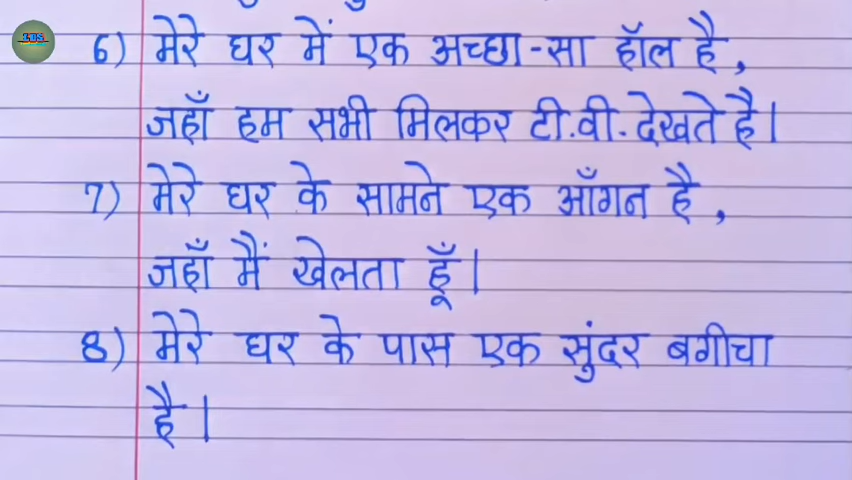 6) मेरे घर में एक अच्छा-सा हॉल है,
जहाँ हम सभी मिलकर टी.वी. देखते है।
7) मेरे घर के सामने एक आँगन है,
जहाँ मैं खेलता हूँ।
8) मेरे घर के पास एक सुंदर बगीचा
है।